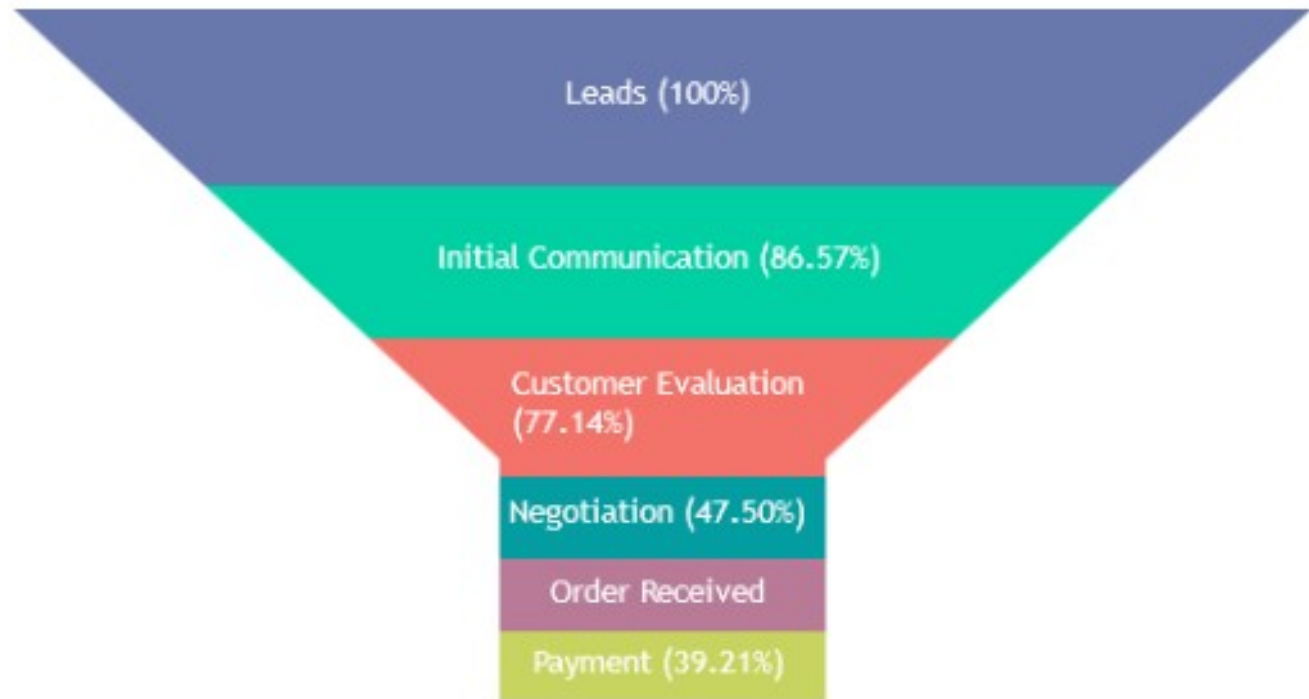 Leads (100%)
Initial Communication (86.57%)
Customer Evaluation
(77.14%)
Negotiation (47.50%)
Order Received
Payment (39.21%)